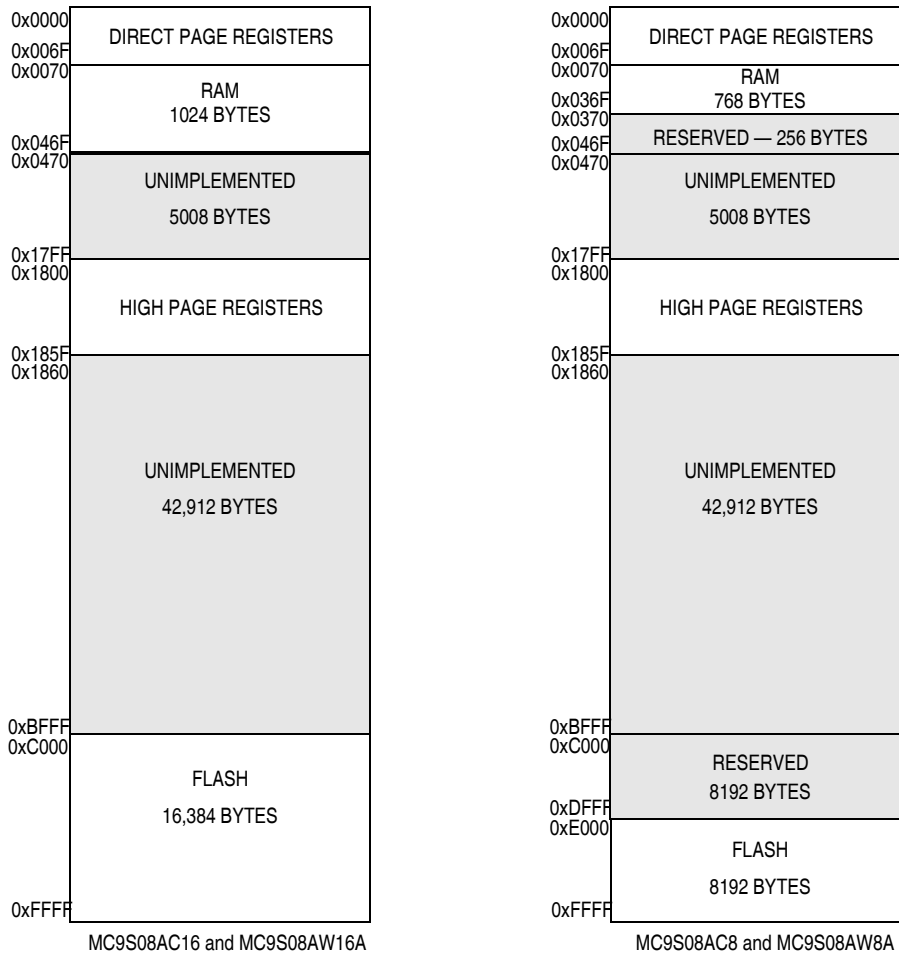 0x0000
DIRECT PAGE REGISTERS
0x006F
0x0070
RAM
1024 BYTES
0x046F
0x0470
UNIMPLEMENTED
5008 BYTES
0x17FF
0x1800
HIGH PAGE REGISTERS
0x185F
0x1860
UNIMPLEMENTED
42,912 BYTES
0xBFFF
0xC000
FLASH
16,384 BYTES
0xFFFF
MC9S08AC16 and MC9S08AW16A
0x0000
DIRECT PAGE REGISTERS
0x006F
0x0070
RAM
768 BYTES
0x036F
0x0370
RESERVED — 256 BYTES
0x046F
0x0470
UNIMPLEMENTED
5008 BYTES
0x17FF
0x1800
HIGH PAGE REGISTERS
0x185F
0x1860
UNIMPLEMENTED
42,912 BYTES
0xBFFF
0xC000
RESERVED
8192 BYTES
0xDFFF
0xE000
FLASH
8192 BYTES
0xFFFF
MC9S08AC8 and MC9S08AW8A